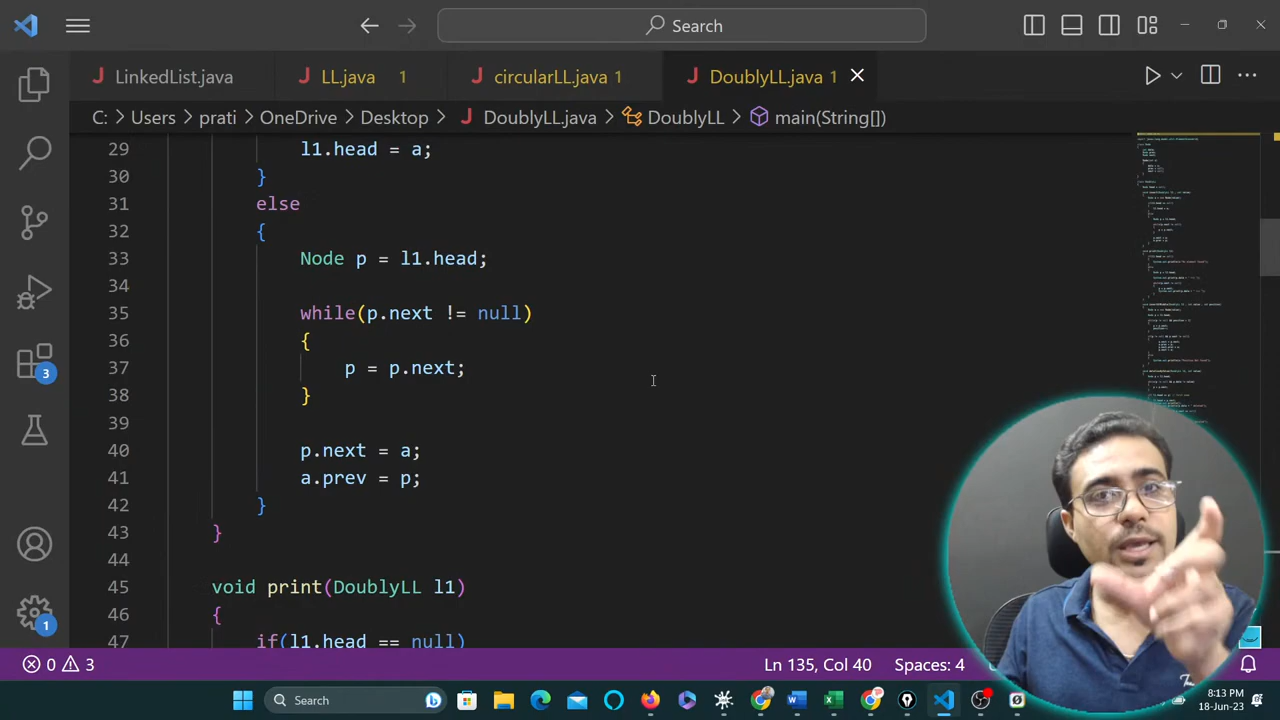 Search
LinkedList.java
LL.java 1
circularLL.java 1
DoublyLL.java 1
C: > Users > prati > OneDrive > Desktop > DoublyLL.java > DoublyLL > main(String[])
29 l1.head = a;
30 }
31 else
32 {
33 Node p = l1.head;
34
35 while(p.next != null)
36 {
37 p = p.next;
38 }
39
40 p.next = a;
41 a.prev = p;
42 }
43 }
44
45 void print(DoublyLL l1)
46 {
47 if(l1.head == null)
3
1
0 3
Ln 135, Col 40
Spaces: 4
Search
8:13 PM
18-Jun-23